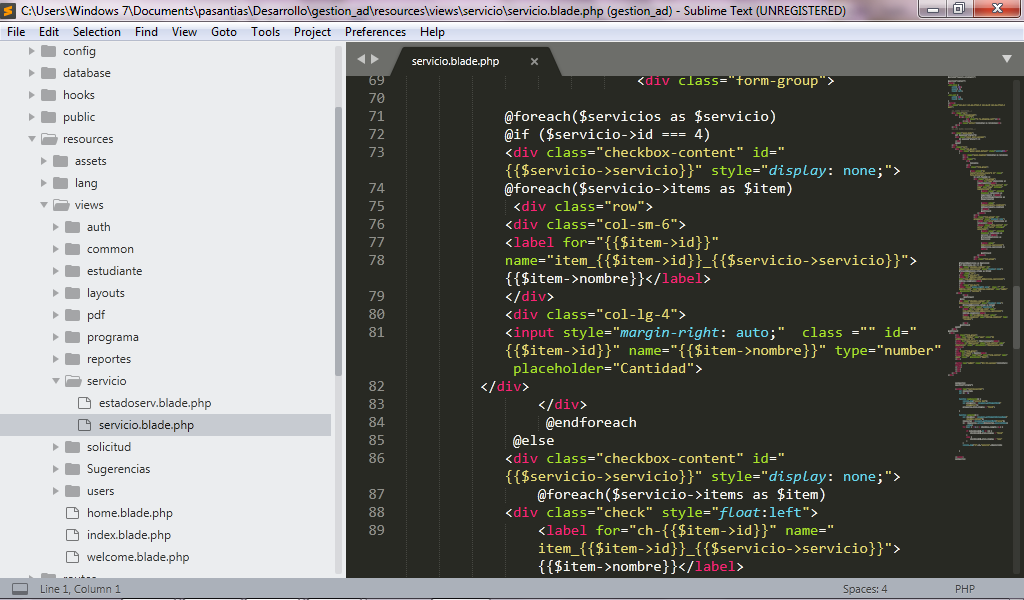 C:\Users\Windows 7\Documents\pasantias\Desarrollo\gestion_ad\resources\views\servicio\servicio.blade.php (gestion_ad) - Sublime Text (UNREGISTERED)
File Edit Selection Find View Goto Tools Project Preferences Help
config
database
hooks
public
resources
assets
lang
views
auth
common
estudiante
layouts
pdf
programa
reportes
servicio
estadoserv.blade.php
servicio.blade.php
solicitud
Sugerencias
users
home.blade.php
index.blade.php
welcome.blade.php
routes
servicio.blade.php
69 <div class="form-group">
70
71 @foreach($servicios as $servicio)
72 @if ($servicio->id === 4)
73 <div class="checkbox-content" id="
{{$servicio->servicio}}" style="display: none;">
74 @foreach($servicio->items as $item)
75 <div class="row">
76 <div class="col-sm-6">
77 <label for="{{$item->id}}"
78 name="item_{{$item->id}}_{{$servicio->servicio}}">
{{$item->nombre}}</label>
79 </div>
80 <div class="col-lg-4">
81 <input style="margin-right: auto;"  class ="" id="
{{$item->id}}" name="{{$item->nombre}}" type="number"
placeholder="Cantidad">
82 </div>
83 </div>
84 @endforeach
85 @else
86 <div class="checkbox-content" id="
{{$servicio->servicio}}" style="display: none;">
87 @foreach($servicio->items as $item)
88 <div class="check" style="float:left">
89 <label for="ch-{{$item->id}}" name="
item_{{$item->id}}_{{$servicio->servicio}}">
{{$item->nombre}}</label>
Line 1, Column 1 Spaces: 4 PHP